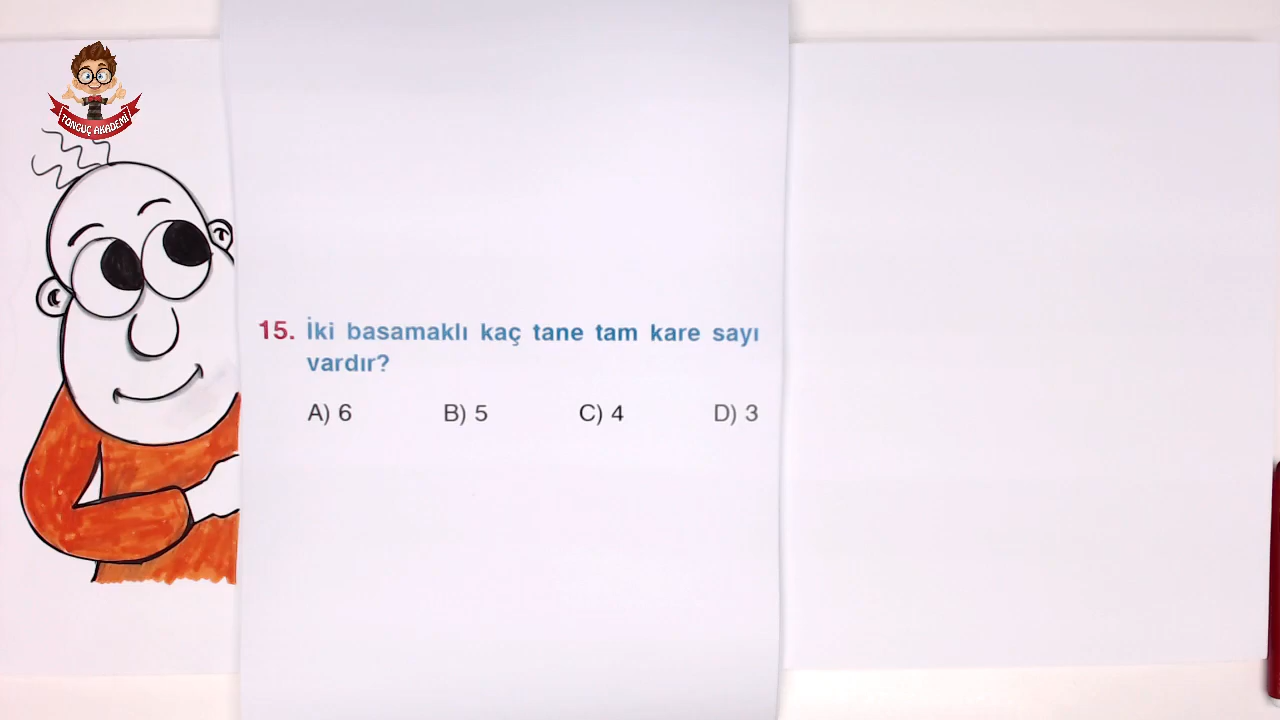 TONGUÇ AKADEMİ
15. İki basamaklı kaç tane tam kare sayı
vardır?
A) 6 B) 5 C) 4 D) 3